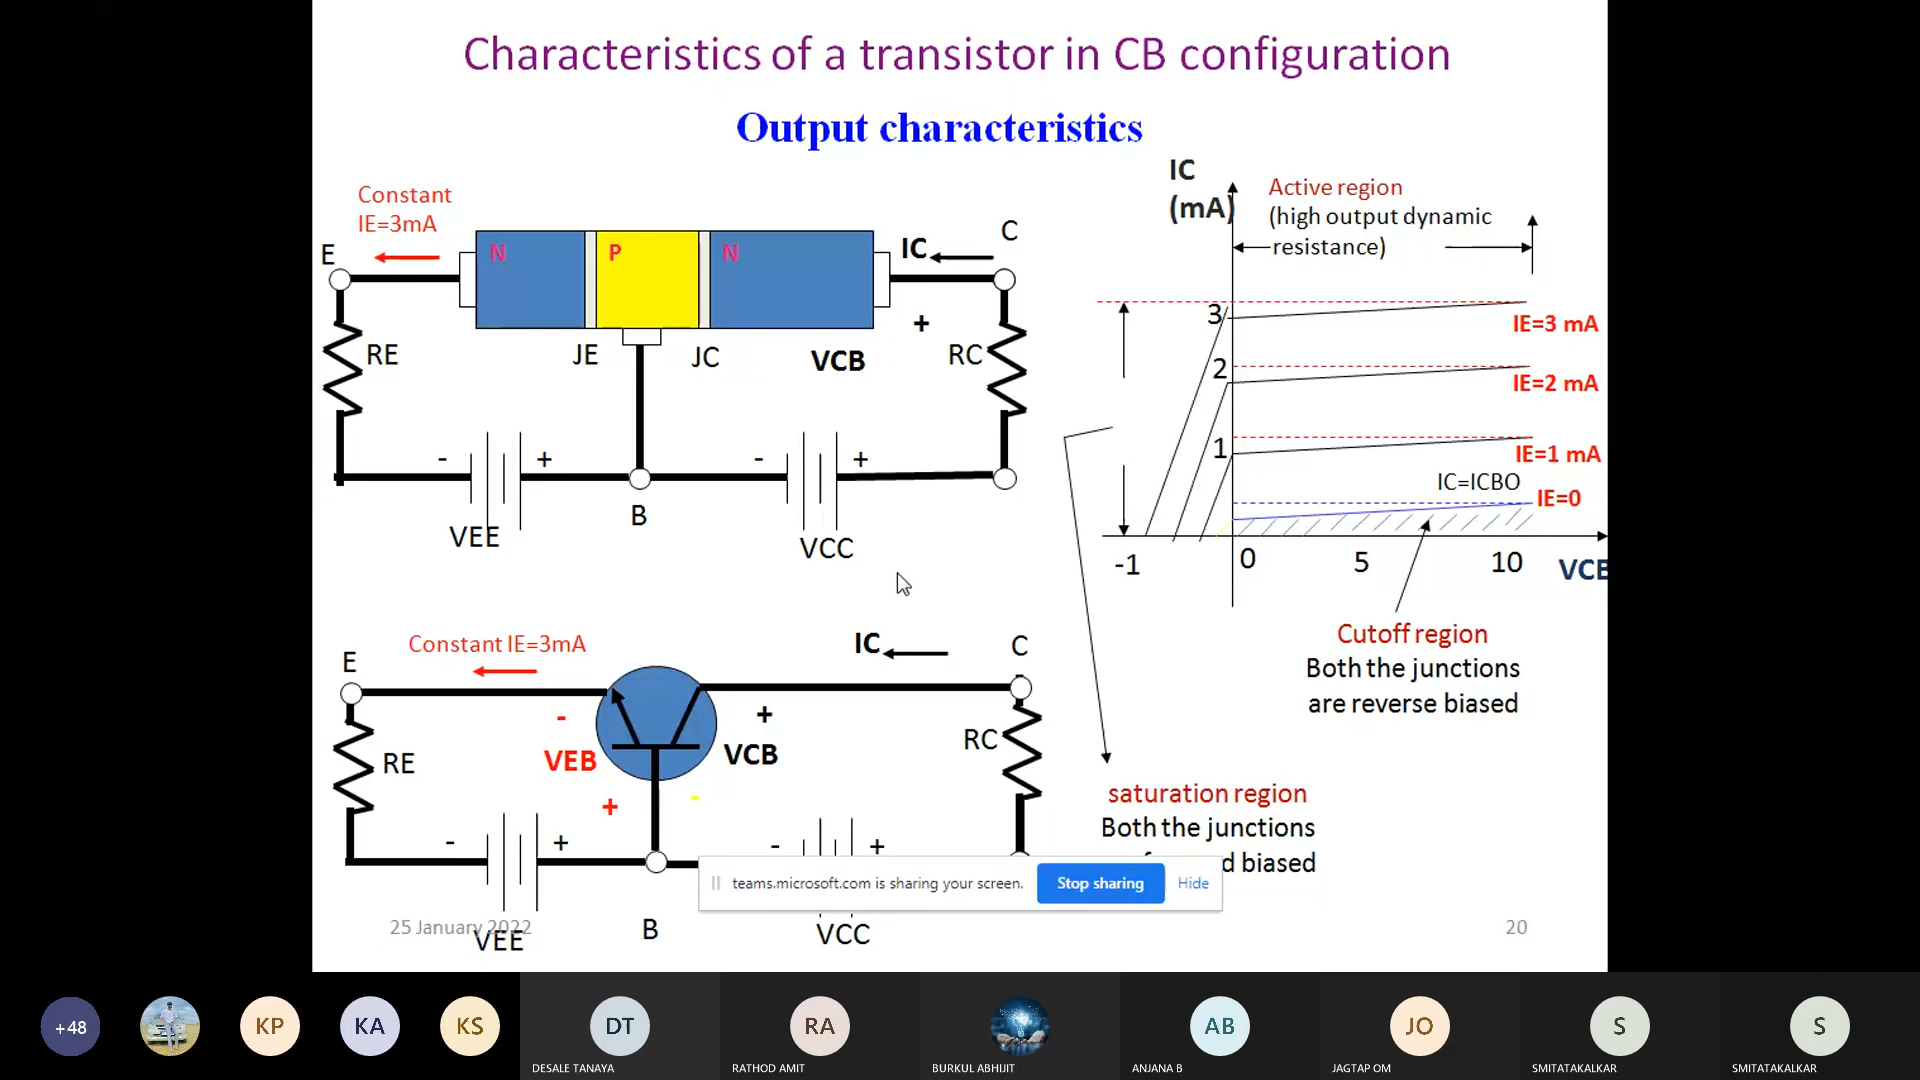 Characteristics of a transistor in CB configuration
Output characteristics
Constant
IE=3mA
E
N
P
N
IC
C
RE
JE
JC
+
VCB
RC
-
+
-
+
B
VEE
VCC
IC
(mA)
Active region
(high output dynamic
resistance)
3
2
1
IE=3 mA
IE=2 mA
IE=1 mA
IC=ICBO
IE=0
-1
0
5
10
VCB
Cutoff region
Both the junctions
are reverse biased
Constant IE=3mA
E
IC
C
-
VEB
+
+
VCB
-
RE
RC
-
+
-
+
saturation region
Both the junctions
d biased
teams.microsoft.com is sharing your screen.
Stop sharing
Hide
25 January 2022
VEE
B
VCC
20
+48
KP
KA
KS
DT
RA
AB
JO
S
S
DESALE TANAYA
RATHOD AMIT
BURKUL ABHIJIT
ANJANA B
JAGTAP OM
SMITATAKALKAR
SMITATAKALKAR